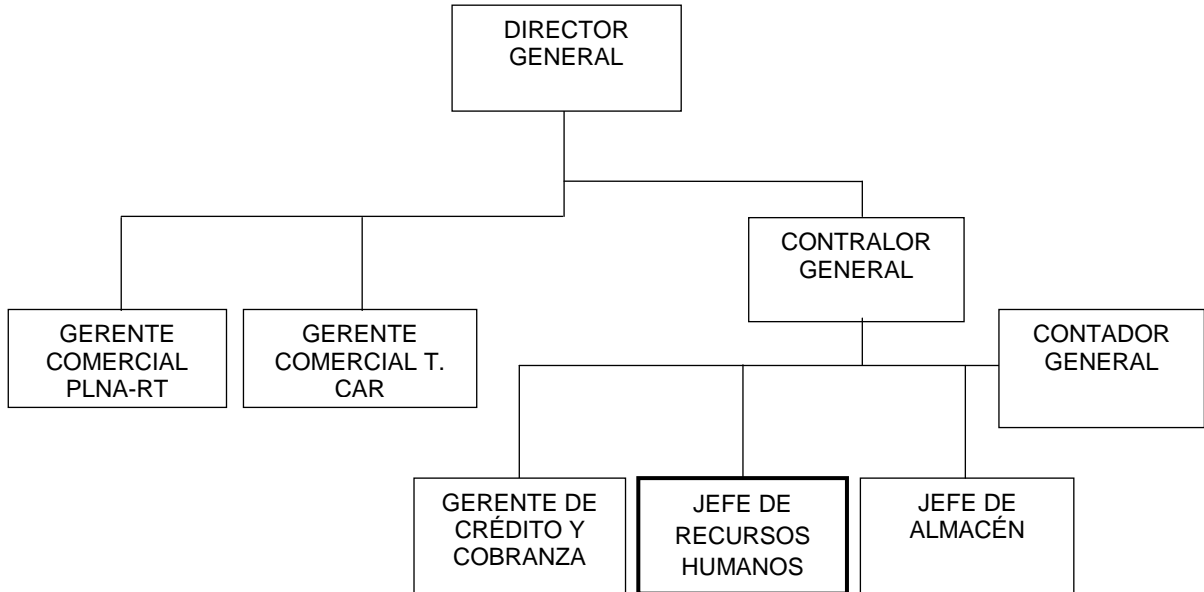 DIRECTOR
GENERAL
CONTRALOR
GENERAL
GERENTE
COMERCIAL
PLNA-RT
GERENTE
COMERCIAL T.
CAR
CONTADOR
GENERAL
GERENTE DE
CRÉDITO Y
COBRANZA
JEFE DE
RECURSOS
HUMANOS
JEFE DE
ALMACÉN